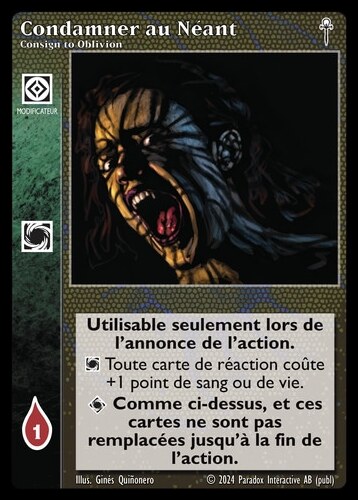 Condamner au Néant
Consign to Oblivion
MODIFICATEUR
Utilisable seulement lors de
l'annonce de l'action.
Toute carte de réaction coûte
+1 point de sang ou de vie.
Comme ci-dessus, et ces
cartes ne sont pas
remplacées jusqu'à la fin de
l'action.
1
Illus. Ginés Quiñonero
© 2024 Paradox Interactive AB (publ)